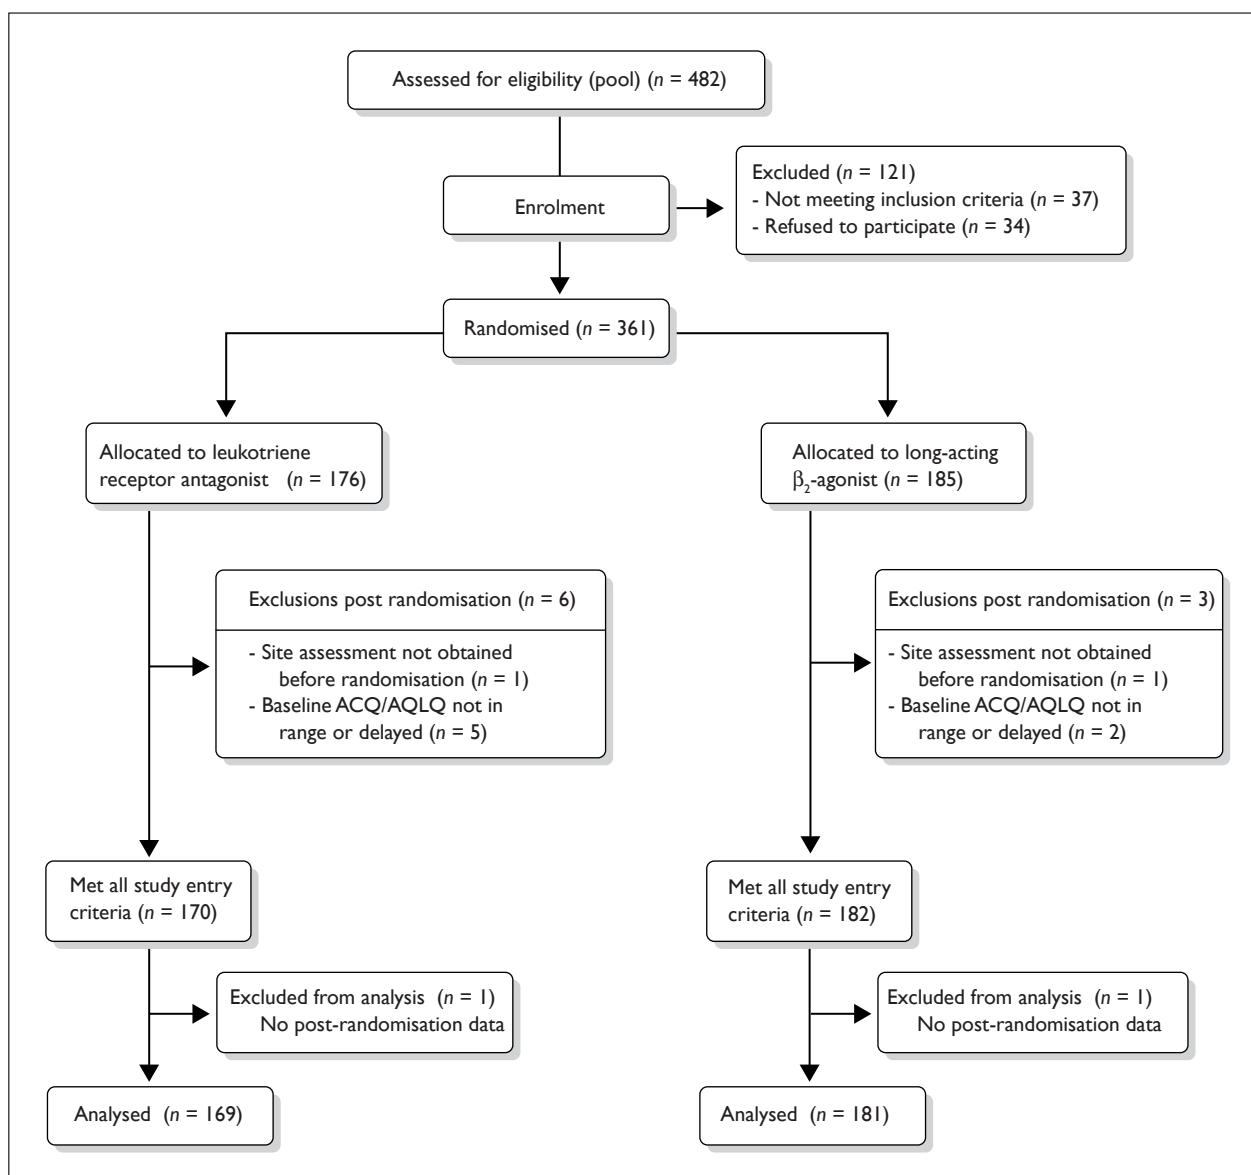 Assessed for eligibility (pool) (n = 482)
Enrolment
Excluded (n = 121)
- Not meeting inclusion criteria (n = 37)
- Refused to participate (n = 34)
Randomised (n = 361)
Allocated to leukotriene
receptor antagonist (n = 176)
Allocated to long-acting
β₂-agonist (n = 185)
Exclusions post randomisation (n = 6)
- Site assessment not obtained
before randomisation (n = 1)
- Baseline ACQ/AQLQ not in
range or delayed (n = 5)
Exclusions post randomisation (n = 3)
- Site assessment not obtained
before randomisation (n = 1)
- Baseline ACQ/AQLQ not in
range or delayed (n = 2)
Met all study entry
criteria (n = 170)
Met all study entry
criteria (n = 182)
Excluded from analysis (n = 1)
No post-randomisation data
Excluded from analysis (n = 1)
No post-randomisation data
Analysed (n = 169)
Analysed (n = 181)